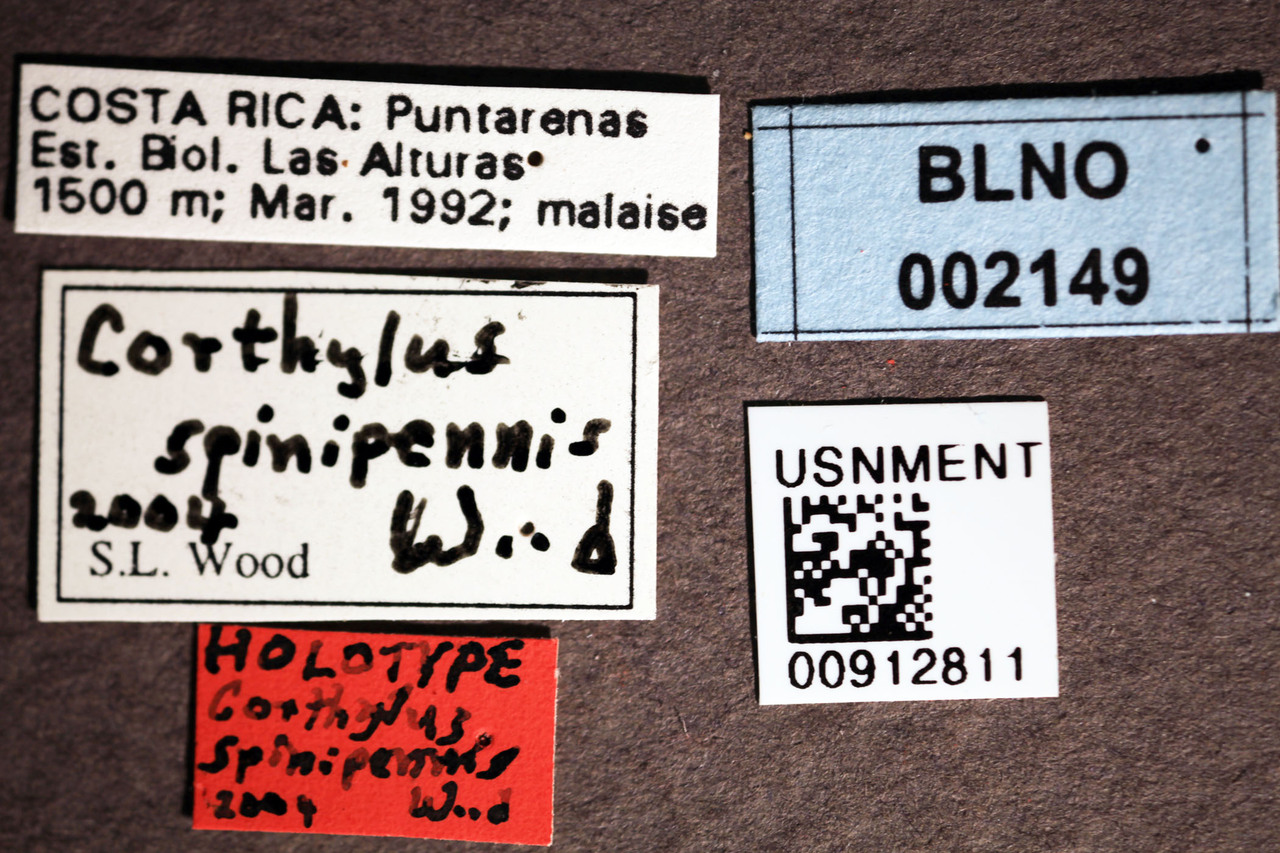 COSTA RICA: Puntarenas
Est. Biol. Las Alturas
1500 m; Mar. 1992; malaise
Corthylus
spinipennis
2004 Wood
S.L. Wood
HOLOTYPE
Corthylus
spinipennis
2004 Wood
BLNO
002149
USNMENT
00912811